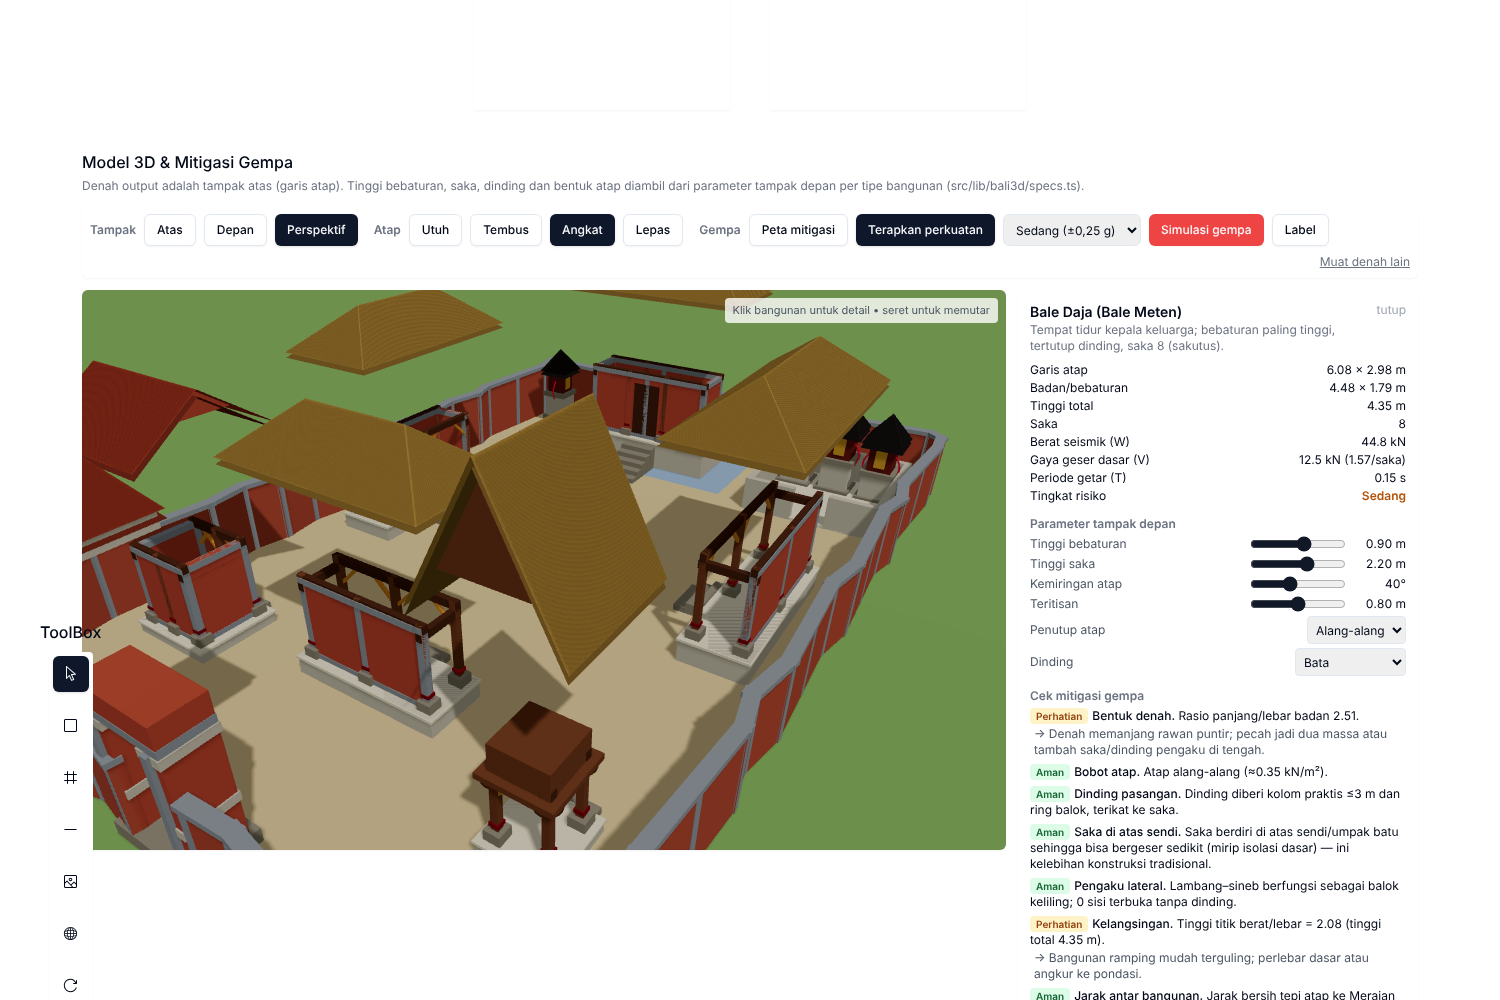 Model 3D & Mitigasi Gempa
Denah output adalah tampak atas (garis atap). Tinggi bebaturan, saka, dinding dan bentuk atap diambil dari parameter tampak depan per tipe bangunan (src/lib/bali3d/specs.ts).
Tampak Atas Depan Perspektif Atap Utuh Tembus Angkat Lepas Gempa Peta mitigasi Terapkan perkuatan Sedang (±0,25 g) Simulasi gempa Label
Muat denah lain
Klik bangunan untuk detail • seret untuk memutar
ToolBox
Bale Daja (Bale Meten) tutup
Tempat tidur kepala keluarga; bebaturan paling tinggi,
tertutup dinding, saka 8 (sakutus).
Garis atap 6.08 × 2.98 m
Badan/bebaturan 4.48 × 1.79 m
Tinggi total 4.35 m
Saka 8
Berat seismik (W) 44.8 kN
Gaya geser dasar (V) 12.5 kN (1.57/saka)
Periode getar (T) 0.15 s
Tingkat risiko Sedang
Parameter tampak depan
Tinggi bebaturan 0.90 m
Tinggi saka 2.20 m
Kemiringan atap 40°
Teritisan 0.80 m
Penutup atap Alang-alang
Dinding Bata
Cek mitigasi gempa
Perhatian Bentuk denah. Rasio panjang/lebar badan 2.51.
→ Denah memanjang rawan puntir; pecah jadi dua massa atau
tambah saka/dinding pengaku di tengah.
Aman Bobot atap. Atap alang-alang (≈0.35 kN/m²).
Aman Dinding pasangan. Dinding diberi kolom praktis ≤3 m dan
ring balok, terikat ke saka.
Aman Saka di atas sendi. Saka berdiri di atas sendi/umpak batu
sehingga bisa bergeser sedikit (mirip isolasi dasar) — ini
kelebihan konstruksi tradisional.
Aman Pengaku lateral. Lambang–sineb berfungsi sebagai balok
keliling; 0 sisi terbuka tanpa dinding.
Perhatian Kelangsingan. Tinggi titik berat/lebar = 2.08 (tinggi
total 4.35 m).
→ Bangunan ramping mudah terguling; perlebar dasar atau
angkur ke pondasi.
Aman Jarak antar bangunan. Jarak bersih tepi atap ke Merajan